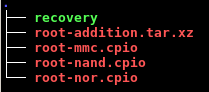 .
├── recovery
├── root-addition.tar.xz
├── root-mmc.cpio
├── root-nand.cpio
└── root-nor.cpio